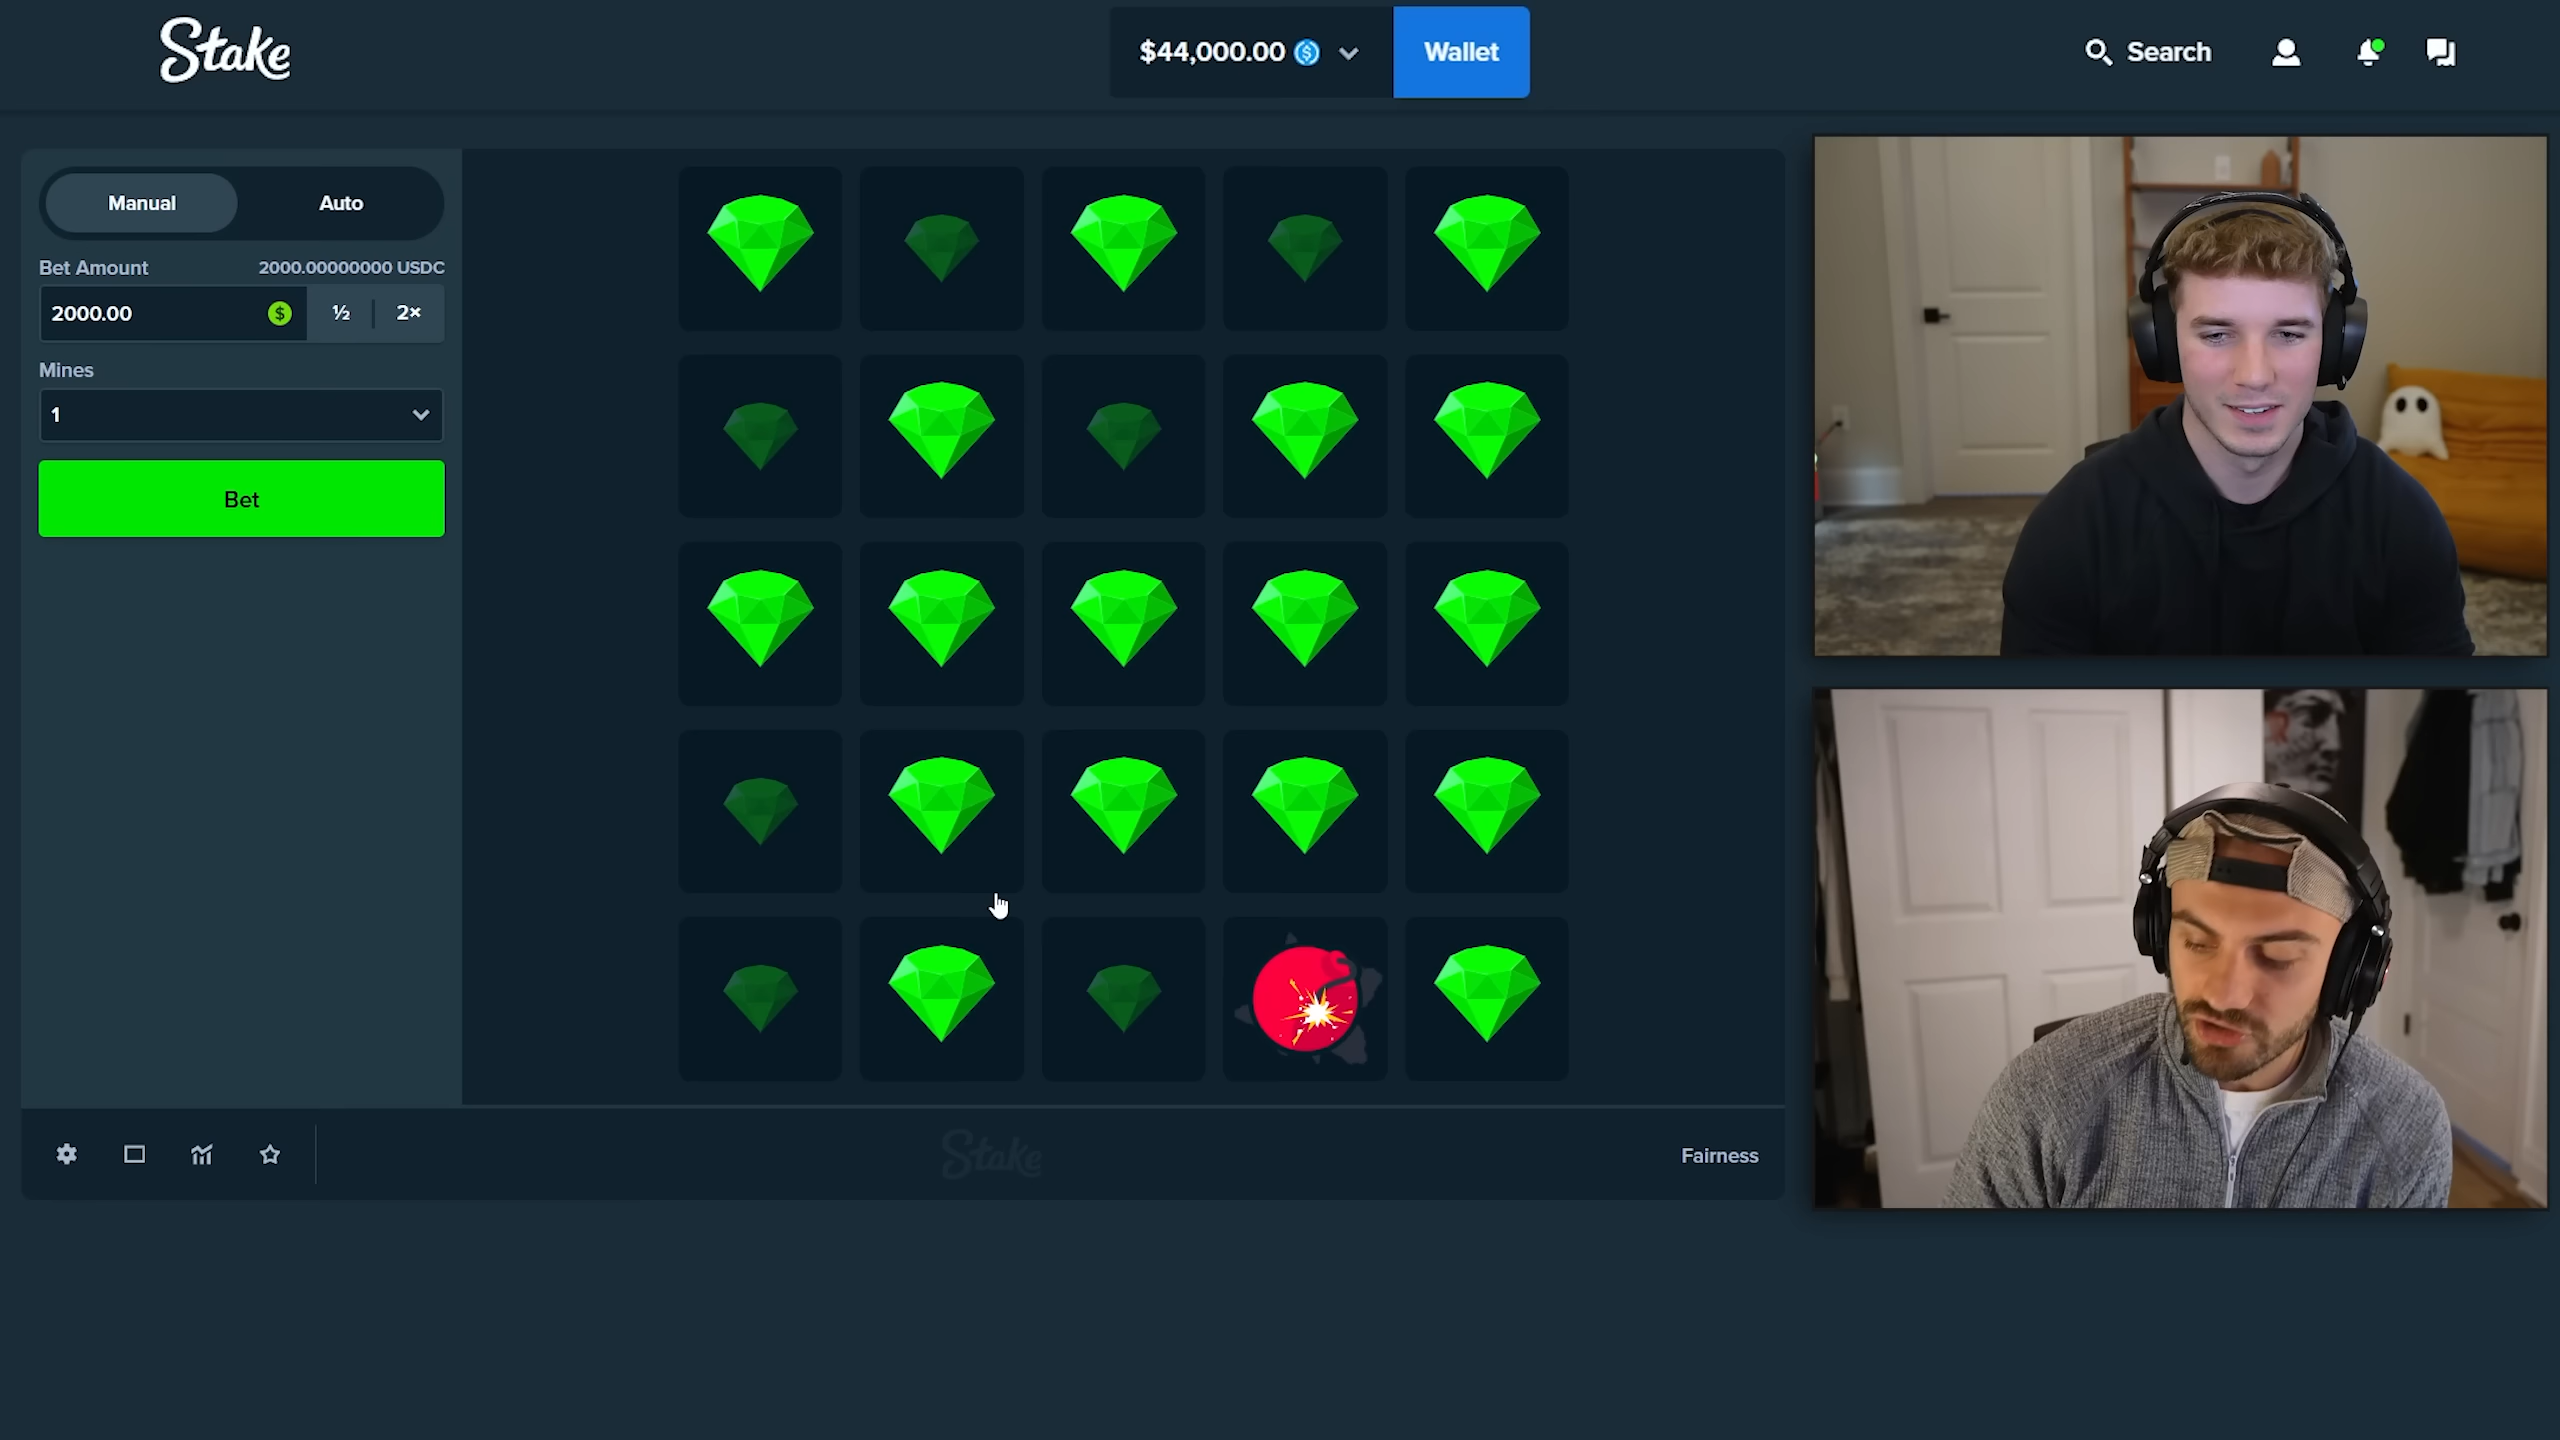 Stake
$44,000.00
Wallet
Search
Manual
Auto
Bet Amount
2000.00000000 USDC
2000.00
½
2×
Mines
1
Bet
Stake
Fairness